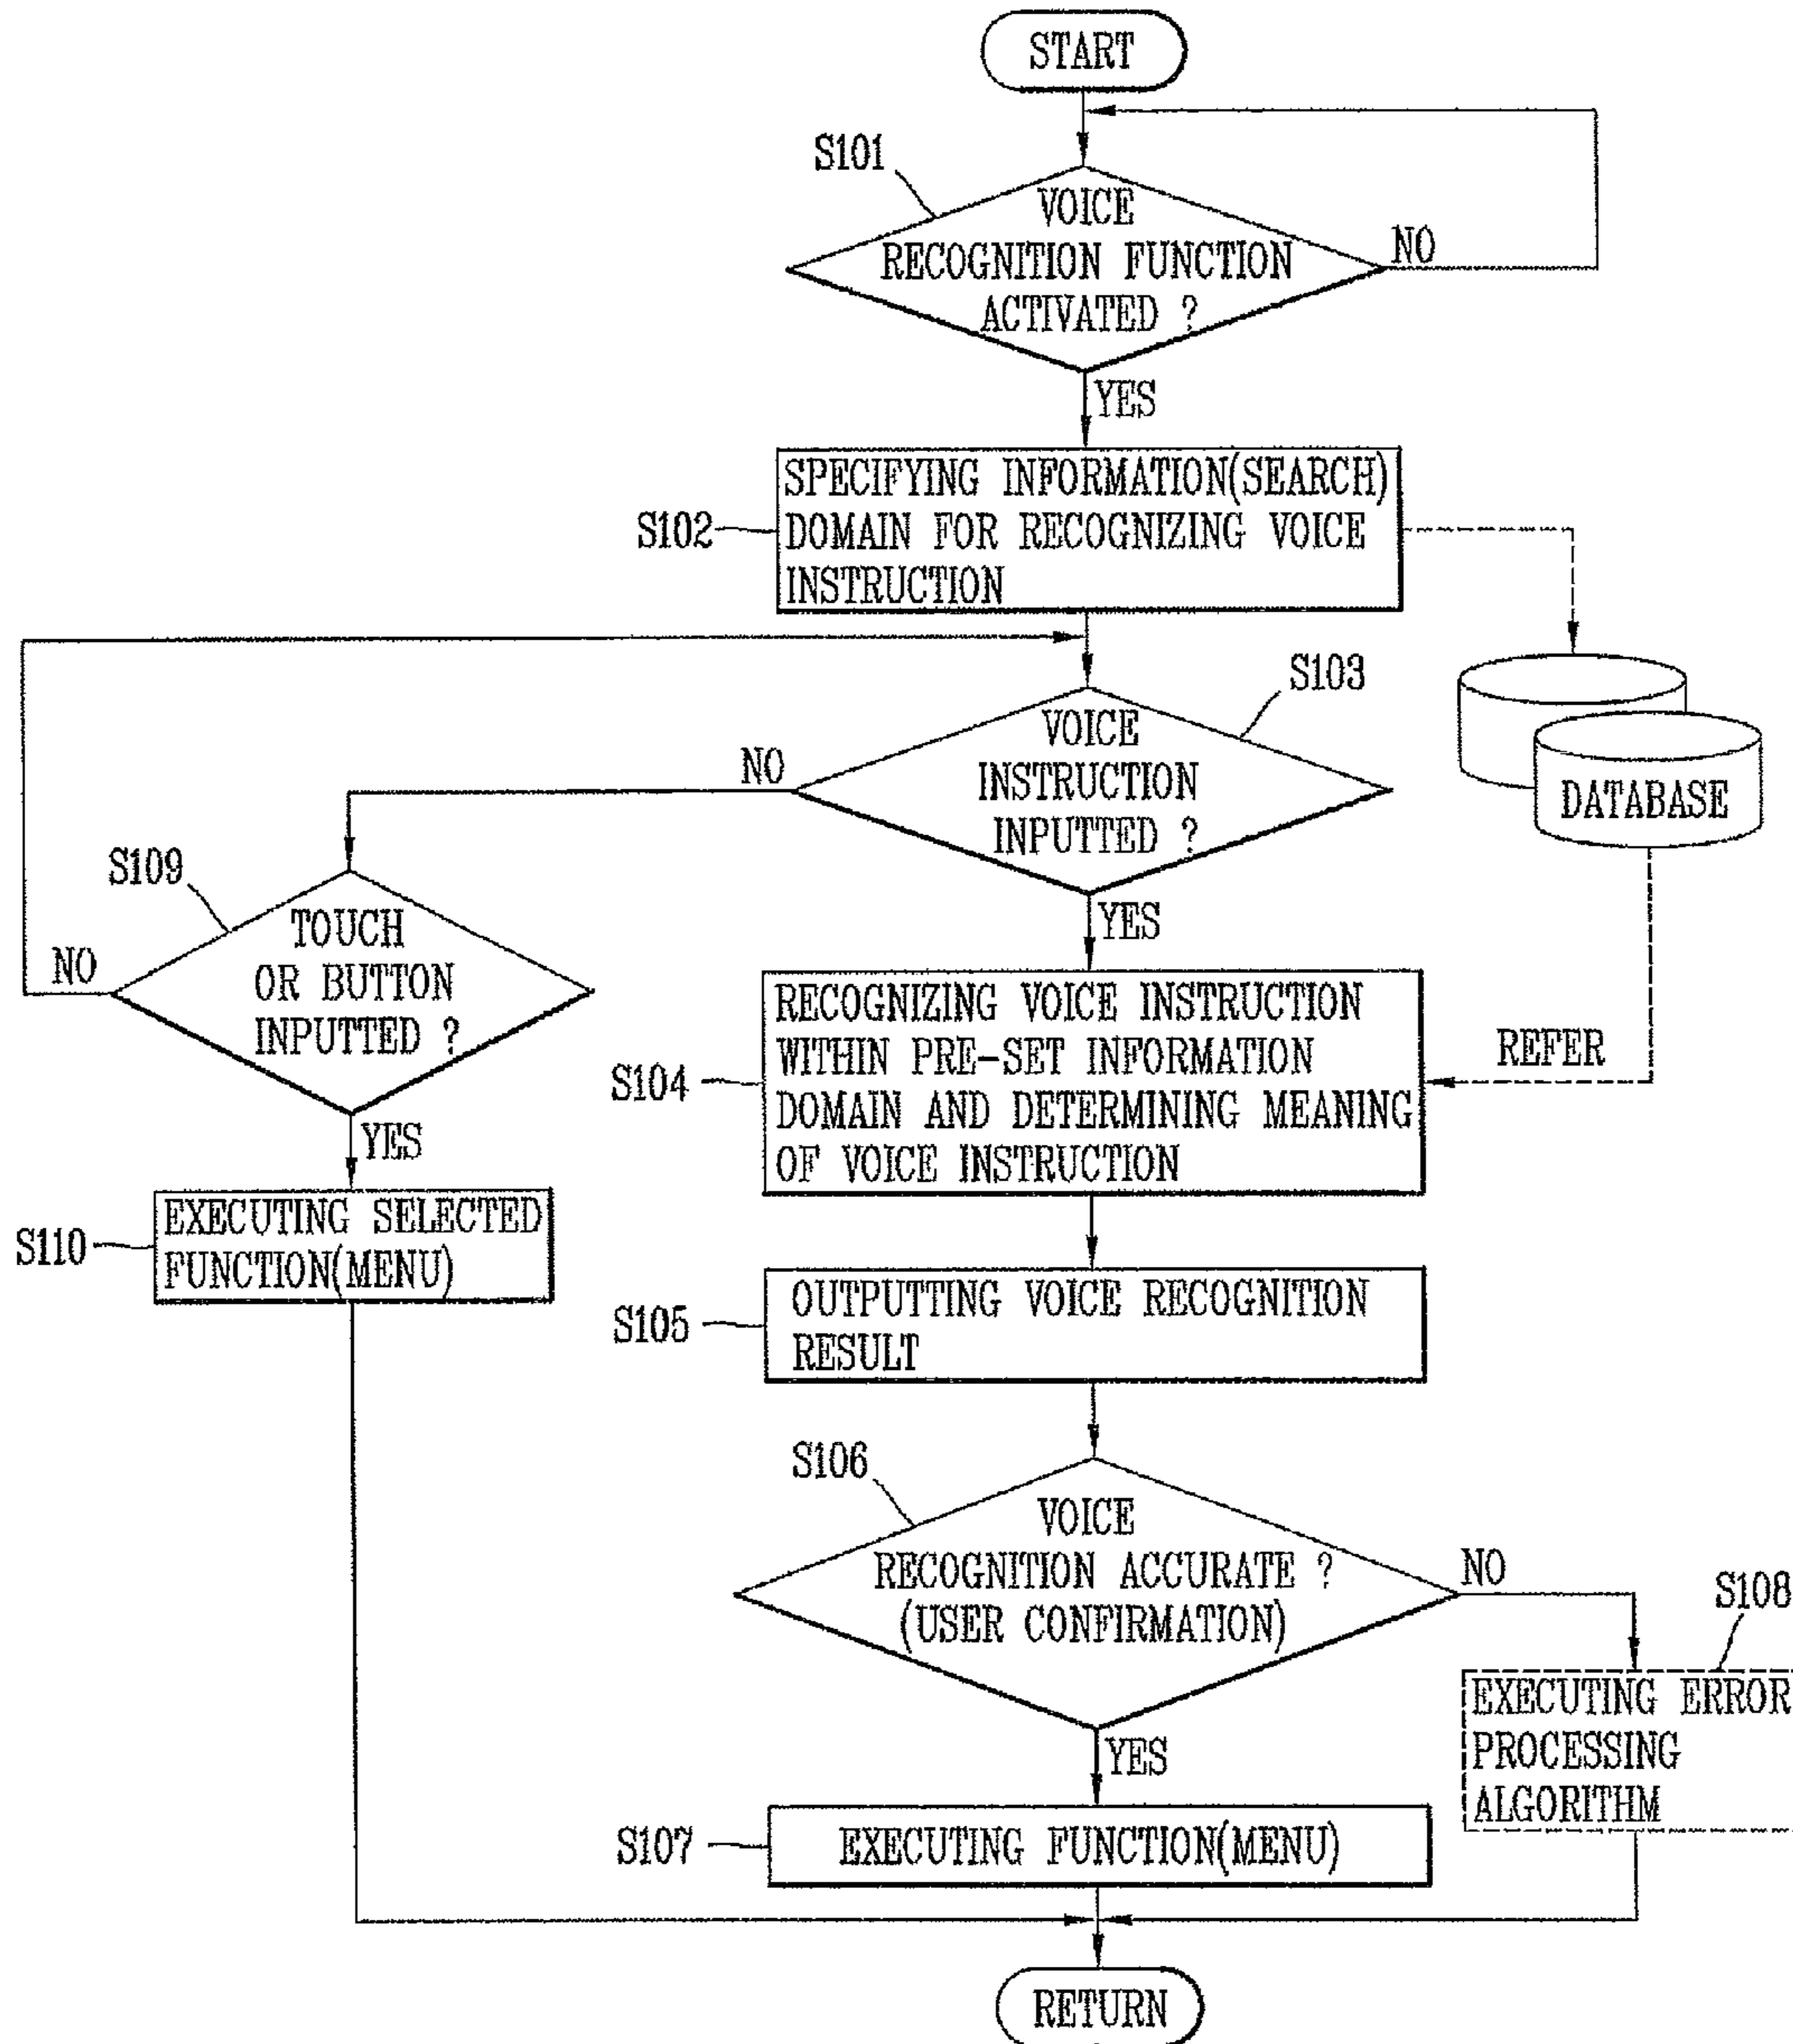 START
S101
VOICE
RECOGNITION FUNCTION
ACTIVATED ?
NO
YES
S102
SPECIFYING INFORMATION(SEARCH)
DOMAIN FOR RECOGNIZING VOICE
INSTRUCTION
S103
VOICE
INSTRUCTION
INPUTTED ?
NO
YES
DATABASE
S109
TOUCH
OR BUTTON
INPUTTED ?
NO
YES
S104
RECOGNIZING VOICE INSTRUCTION
WITHIN PRE-SET INFORMATION
DOMAIN AND DETERMINING MEANING
OF VOICE INSTRUCTION
REFER
S110
EXECUTING SELECTED
FUNCTION(MENU)
S105
OUTPUTTING VOICE RECOGNITION
RESULT
S106
VOICE
RECOGNITION ACCURATE ?
(USER CONFIRMATION)
NO
YES
S108
EXECUTING ERROR
PROCESSING
ALGORITHM
S107
EXECUTING FUNCTION(MENU)
RETURN